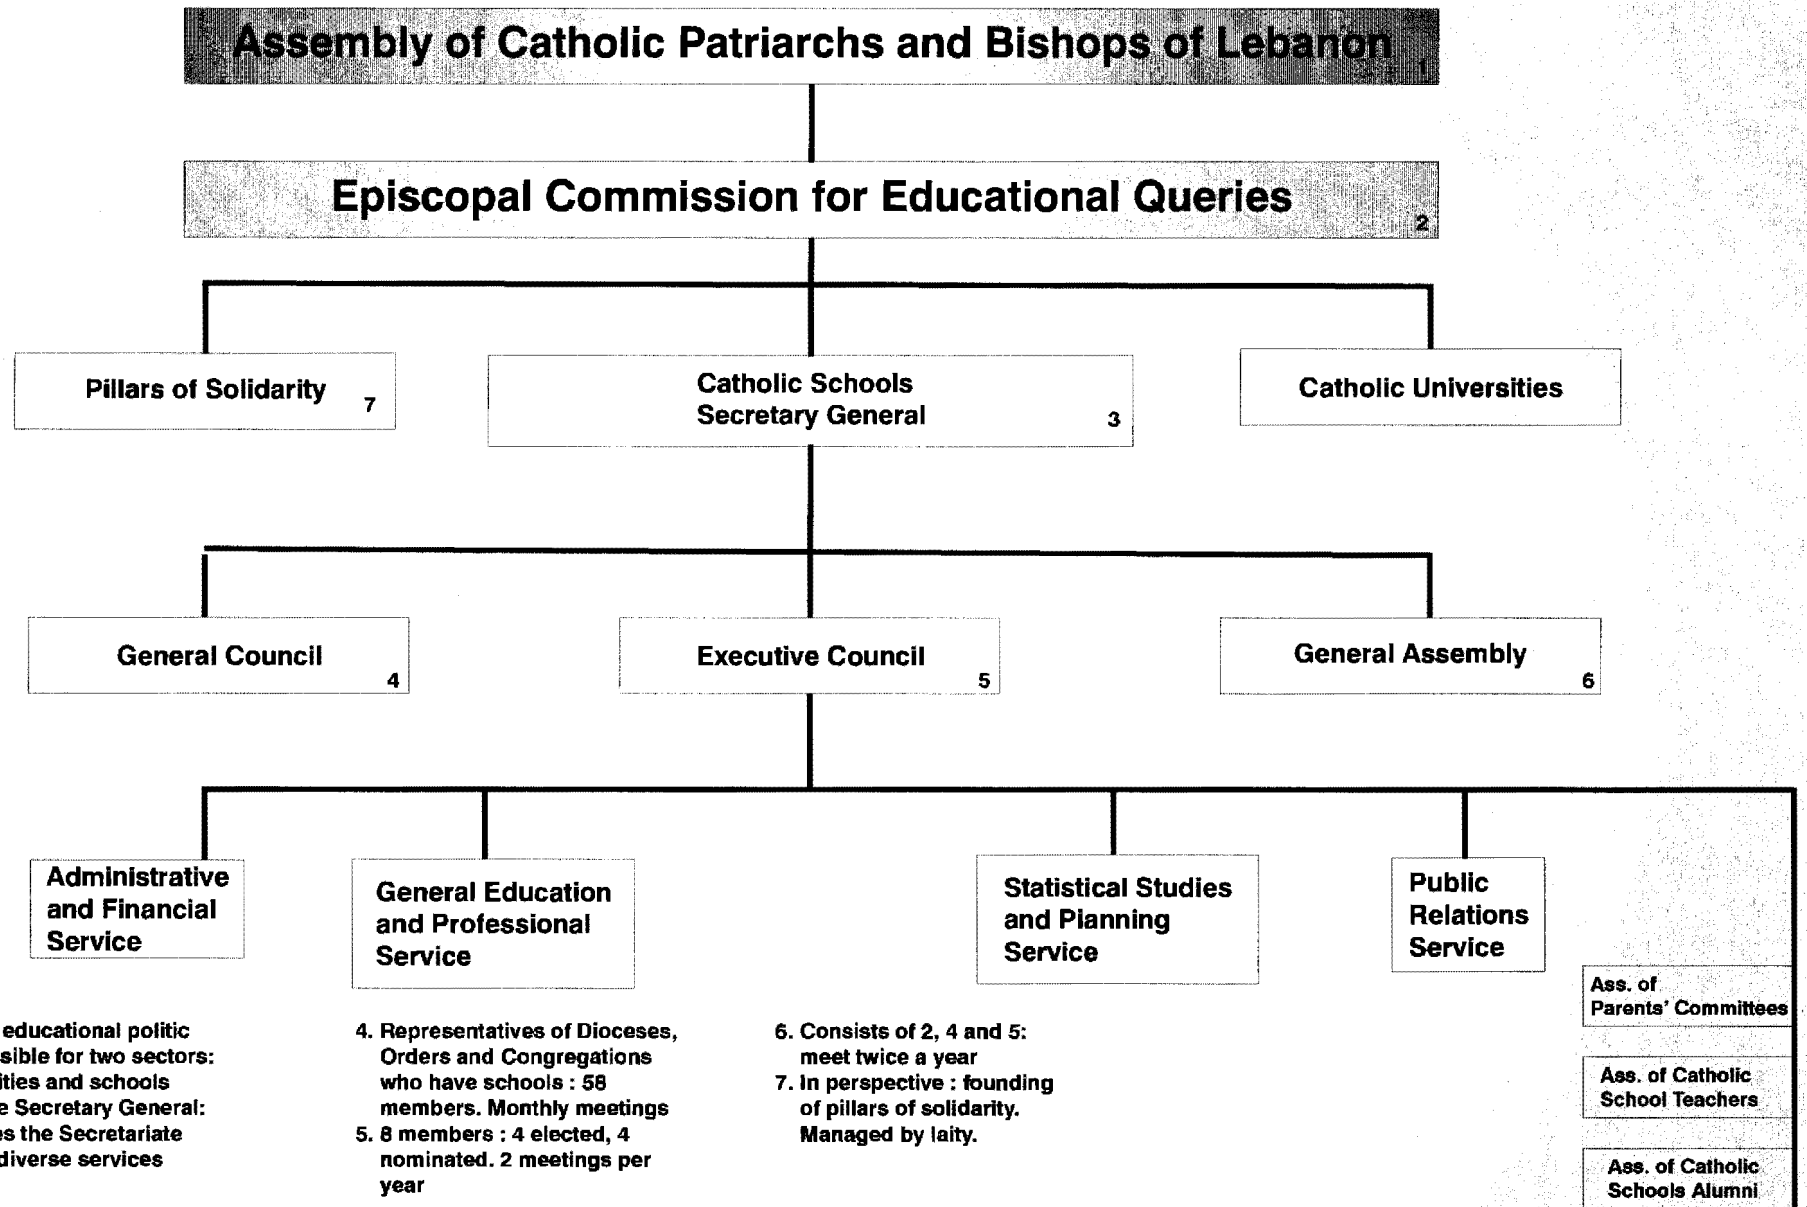 Assembly of Catholic Patriarchs and Bishops of Lebanon
1
Episcopal Commission for Educational Queries
2
Pillars of Solidarity
7
Catholic Schools
Secretary General
3
Catholic Universities
General Council
4
Executive Council
5
General Assembly
6
Administrative
and Financial
Service
General Education
and Professional
Service
Statistical Studies
and Planning
Service
Public
Relations
Service
Ass. of
Parents' Committees
Ass. of Catholic
School Teachers
Ass. of Catholic
Schools Alumni
educational politic
sible for two sectors:
ities and schools
e Secretary General:
es the Secretariate
diverse services
4. Representatives of Dioceses,
Orders and Congregations
who have schools : 58
members. Monthly meetings
5. 8 members : 4 elected, 4
nominated. 2 meetings per
year
6. Consists of 2, 4 and 5:
meet twice a year
7. In perspective : founding
of pillars of solidarity.
Managed by laity.